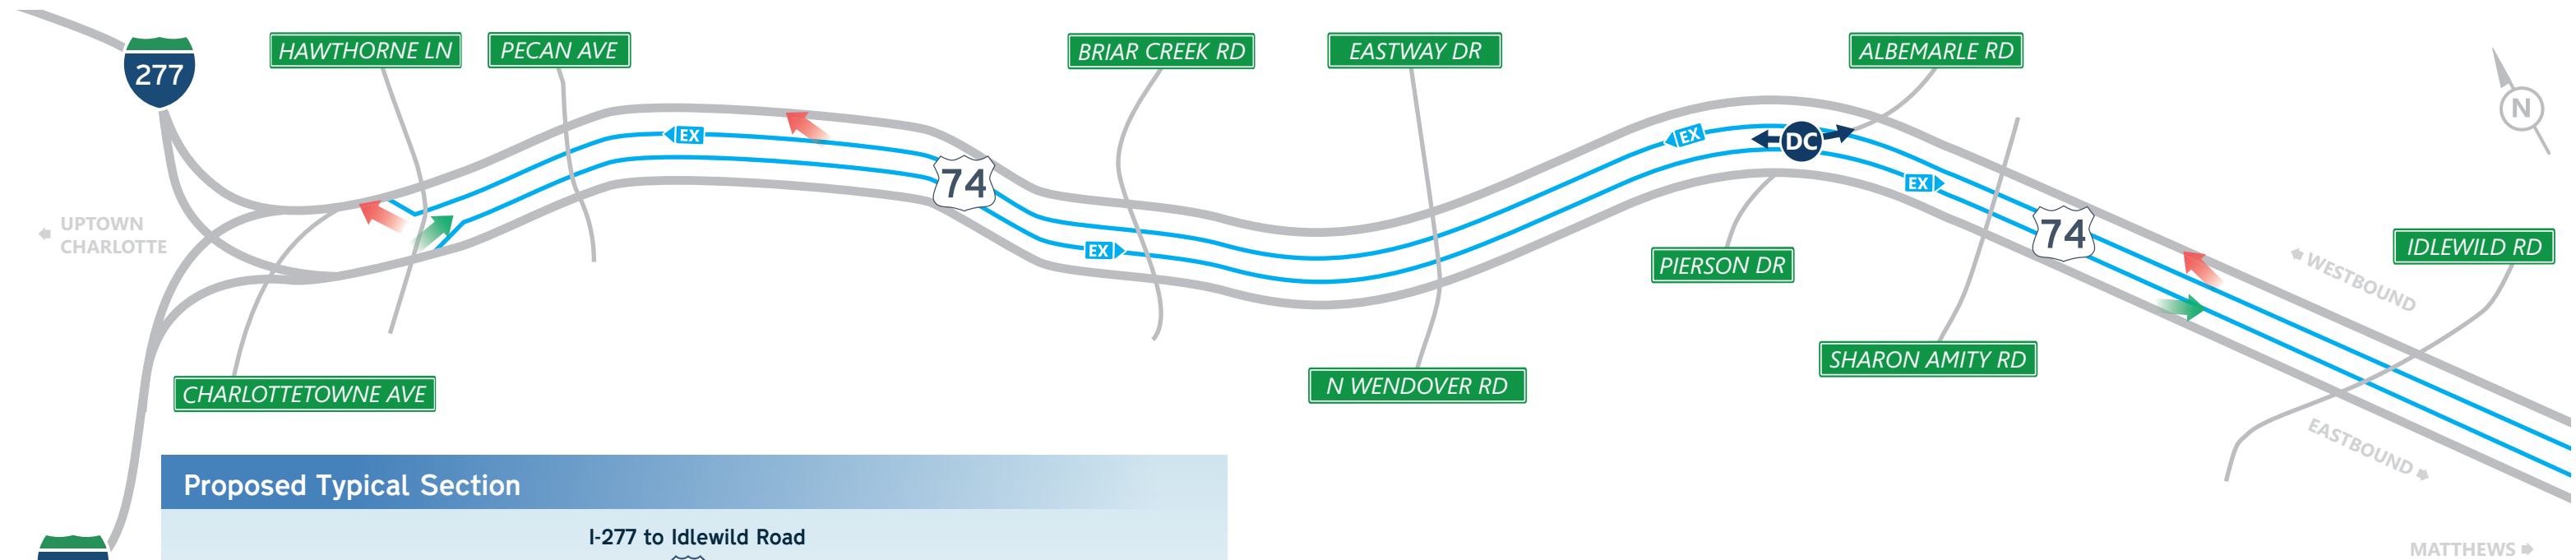 277
HAWTHORNE LN
PECAN AVE
BRIAR CREEK RD
EASTWAY DR
ALBEMARLE RD
N
EX
EX
DC
74
EX
UPTOWN
CHARLOTTE
EX
74
PIERSON DR
IDLEWILD RD
WESTBOUND
CHARLOTTETOWNE AVE
N WENDOVER RD
SHARON AMITY RD
EASTBOUND
Proposed Typical Section
I-277 to Idlewild Road
MATTHEWS